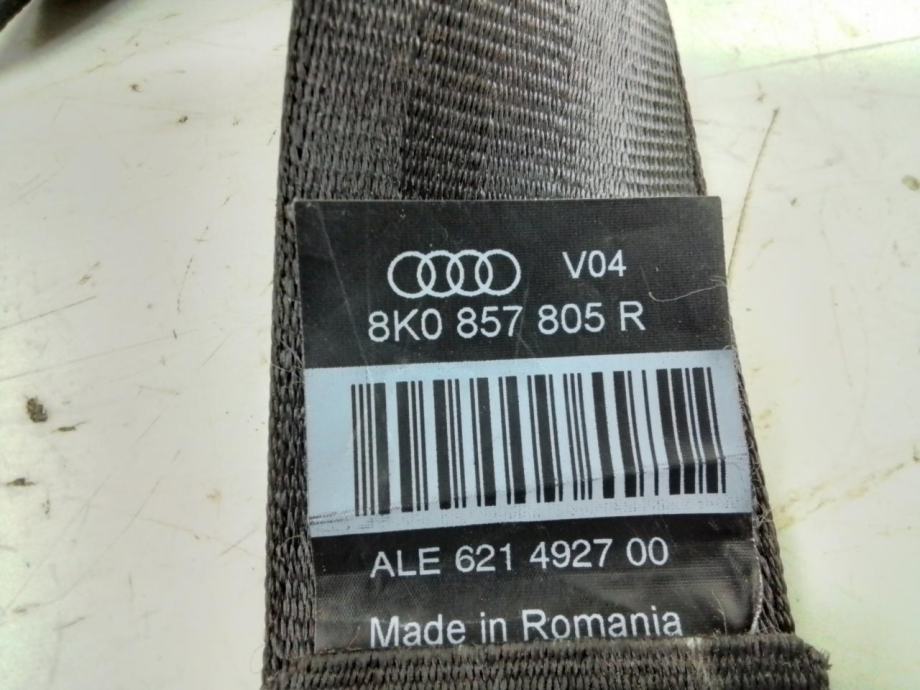 V04
8K0 857 805 R
ALE 621 4927 00
Made in Romania